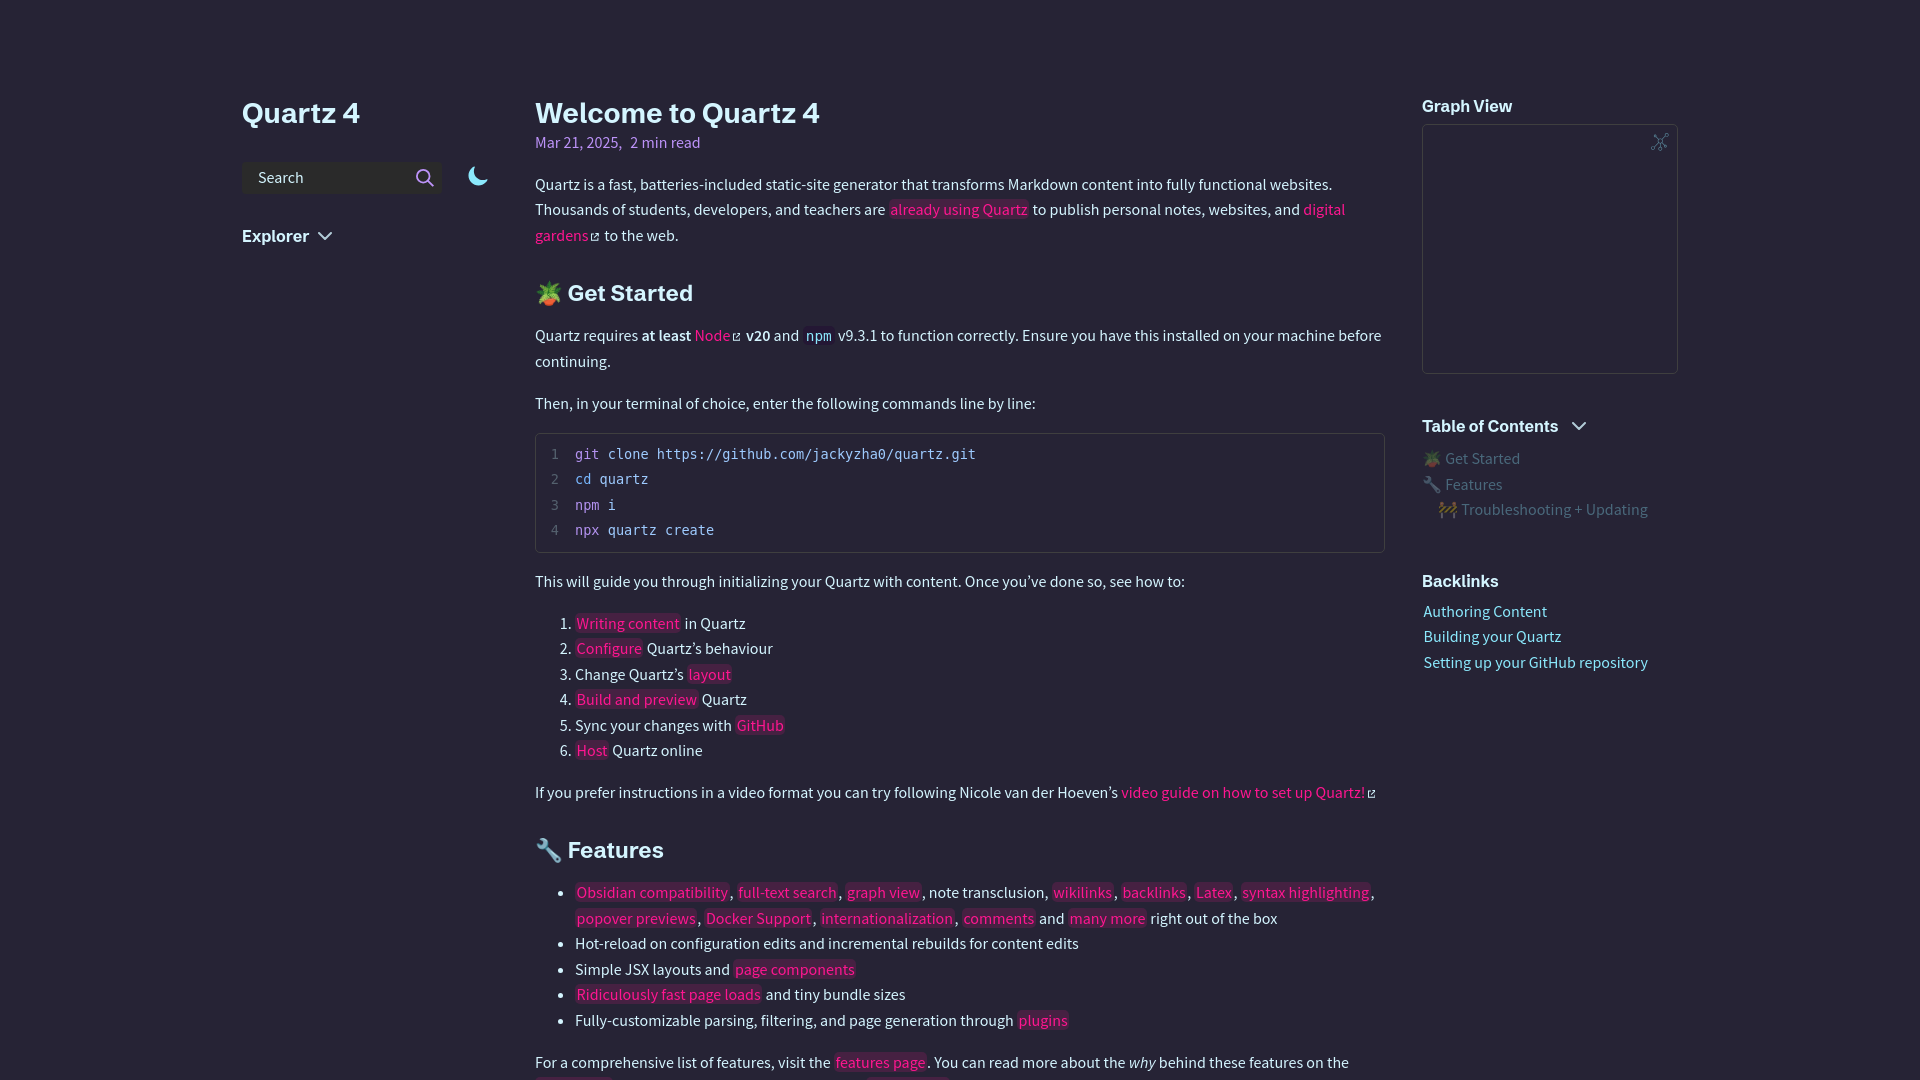 Quartz 4
Search
Explorer
Welcome to Quartz 4
Mar 21, 2025, 2 min read
Quartz is a fast, batteries-included static-site generator that transforms Markdown content into fully functional websites.
Thousands of students, developers, and teachers are already using Quartz to publish personal notes, websites, and digital
gardens to the web.
🪴 Get Started
Quartz requires at least Node v20 and npm v9.3.1 to function correctly. Ensure you have this installed on your machine before
continuing.
Then, in your terminal of choice, enter the following commands line by line:
1 git clone https://github.com/jackyzha0/quartz.git
2 cd quartz
3 npm i
4 npx quartz create
This will guide you through initializing your Quartz with content. Once you’ve done so, see how to:
1. Writing content in Quartz
2. Configure Quartz’s behaviour
3. Change Quartz’s layout
4. Build and preview Quartz
5. Sync your changes with GitHub
6. Host Quartz online
If you prefer instructions in a video format you can try following Nicole van der Hoeven’s video guide on how to set up Quartz!
🔧 Features
• Obsidian compatibility, full-text search, graph view, note transclusion, wikilinks, backlinks, Latex, syntax highlighting,
popover previews, Docker Support, internationalization, comments and many more right out of the box
• Hot-reload on configuration edits and incremental rebuilds for content edits
• Simple JSX layouts and page components
• Ridiculously fast page loads and tiny bundle sizes
• Fully-customizable parsing, filtering, and page generation through plugins
For a comprehensive list of features, visit the features page. You can read more about the why behind these features on the
Graph View
Table of Contents
🪴 Get Started
🔧 Features
🚧 Troubleshooting + Updating
Backlinks
Authoring Content
Building your Quartz
Setting up your GitHub repository